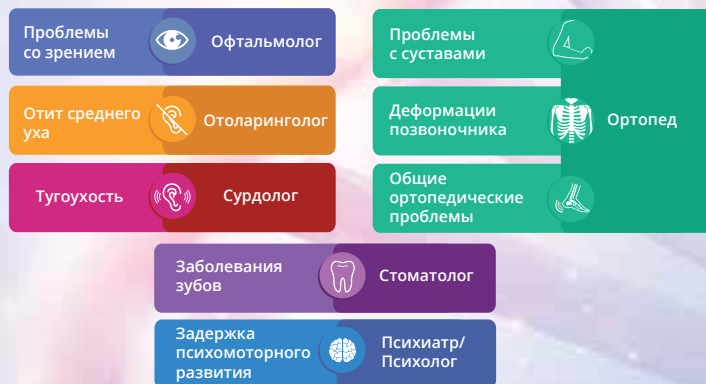 Проблемы
со зрением
Офтальмолог
Отит среднего
уха
Отоларинголог
Тугоухость
Сурдолог
Проблемы
с суставами
Деформации
позвоночника
Общие
ортопедические
проблемы
Ортопед
Заболевания
зубов
Стоматолог
Задержка
психомоторного
развития
Психиатр/
Психолог